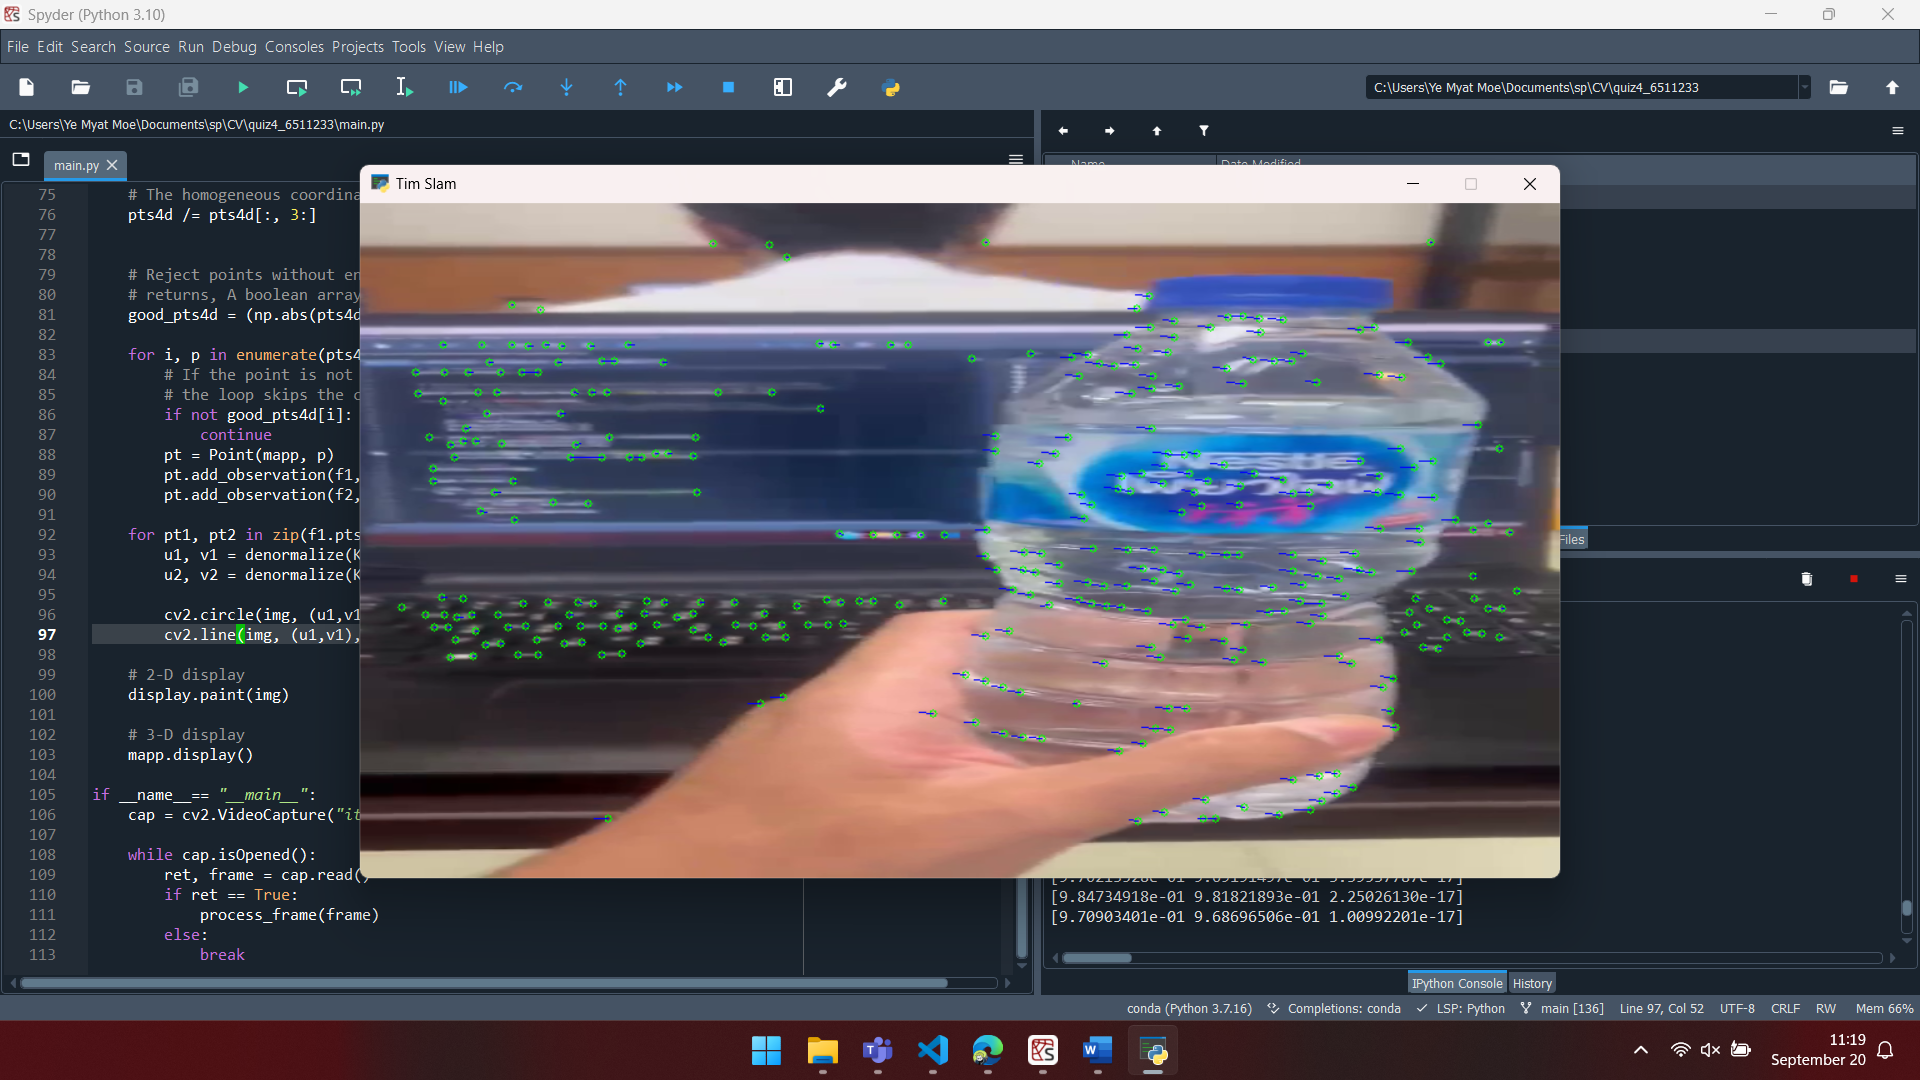 Spyder (Python 3.10)
File Edit Search Source Run Debug Consoles Projects Tools View Help
C:\Users\Ye Myat Moe\Documents\sp\CV\quiz4_6511233
C:\Users\Ye Myat Moe\Documents\sp\CV\quiz4_6511233\main.py
main.py
Name Date Modified
Tim Slam
75 # The homogeneous coordina
76 pts4d /= pts4d[:, 3:]
77
78
79 # Reject points without en
80 # returns, A boolean array
81 good_pts4d = (np.abs(pts4d
82
83 for i, p in enumerate(pts4
84 # If the point is not
85 # the loop skips the c
86 if not good_pts4d[i]:
87 continue
88 pt = Point(mapp, p)
89 pt.add_observation(f1,
90 pt.add_observation(f2,
91
92 for pt1, pt2 in zip(f1.pts
93 u1, v1 = denormalize(K
94 u2, v2 = denormalize(K
95
96 cv2.circle(img, (u1,v1
97 cv2.line(img, (u1,v1),
98
99 # 2-D display
100 display.paint(img)
101
102 # 3-D display
103 mapp.display()
104
105 if __name__== "__main__":
106 cap = cv2.VideoCapture("it
107
108 while cap.isOpened():
109 ret, frame = cap.read()
110 if ret == True:
111 process_frame(frame)
112 else:
113 break
Files
[9.84734918e-01 9.81821893e-01 2.25026130e-17]
[9.70903401e-01 9.68696506e-01 1.00992201e-17]
IPython Console History
conda (Python 3.7.16) Completions: conda LSP: Python main [136] Line 97, Col 52 UTF-8 CRLF RW Mem 66%
11:19
September 20